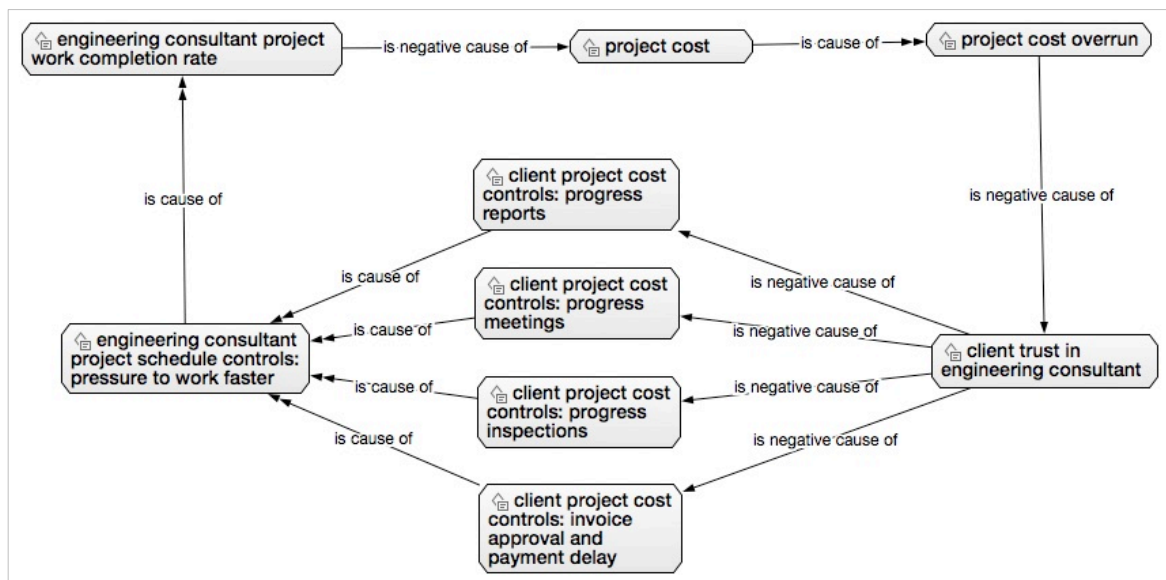 engineering consultant project
work completion rate
is negative cause of
project cost
is cause of
project cost overrun
is cause of
is negative cause of
client project cost
controls: progress
reports
is cause of
is negative cause of
client project cost
controls: progress
meetings
is cause of
is negative cause of
engineering consultant
project schedule controls:
pressure to work faster
client trust in
engineering consultant
is cause of
is negative cause of
client project cost
controls: progress
inspections
is cause of
is negative cause of
client project cost
controls: invoice
approval and
payment delay